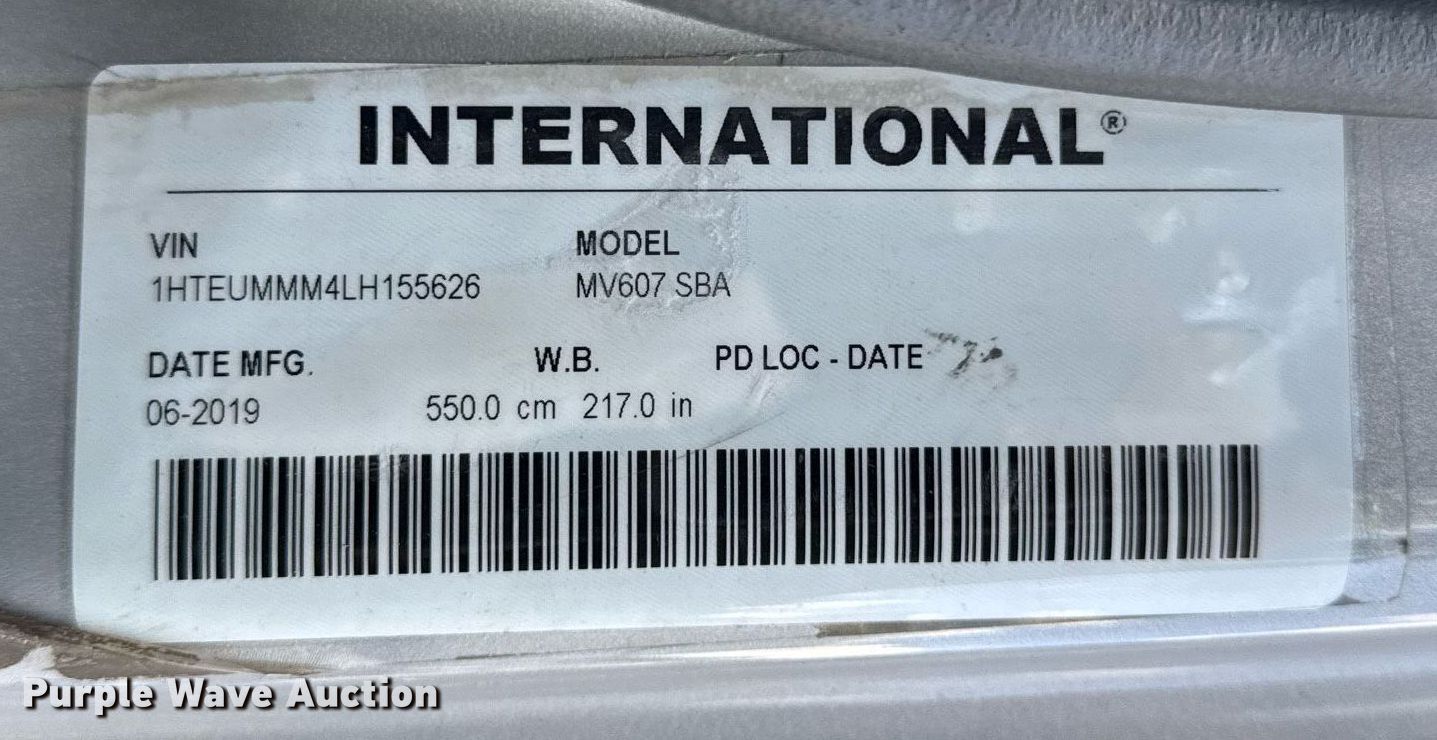 INTERNATIONAL®
VIN MODEL
1HTEUMMM4LH155626 MV607 SBA
DATE MFG. W.B. PD LOC - DATE
06-2019 550.0 cm 217.0 in
Purple Wave Auction